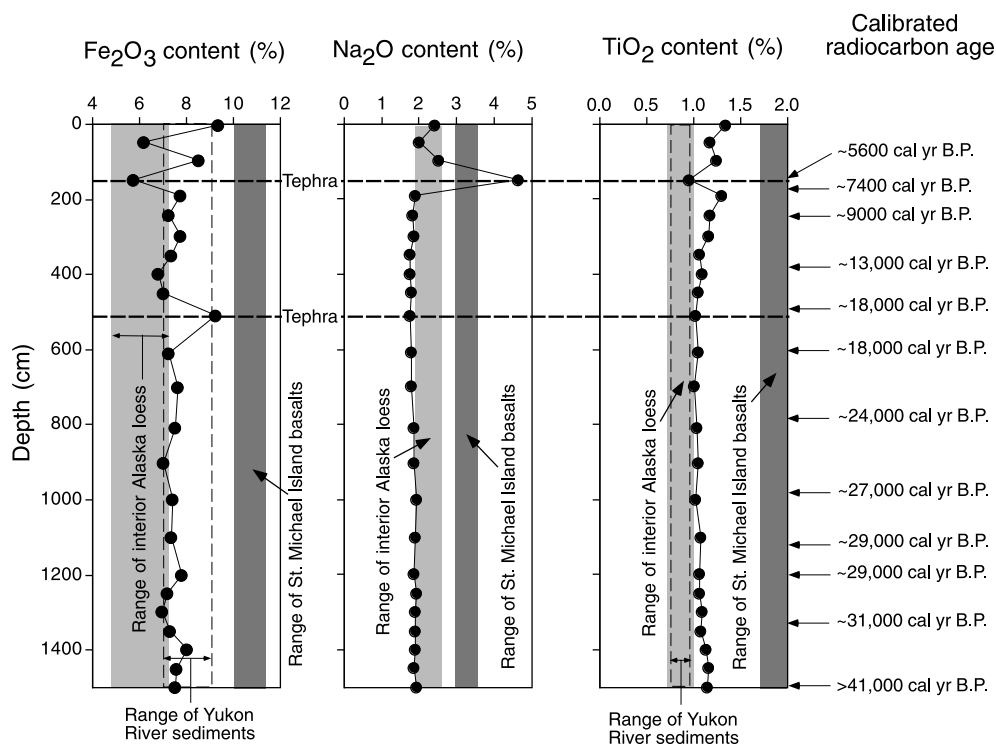 Fe2O3 content (%)
Na2O content (%)
TiO2 content (%)
Calibrated
radiocarbon age
4 6 8 10 12
0 1 2 3 4 5
0.0 0.5 1.0 1.5 2.0
Depth (cm)
0
200
400
600
800
1000
1200
1400
Tephra
Tephra
Range of interior Alaska loess
Range of St. Michael Island basalts
Range of Yukon
River sediments
Range of interior
Alaska loess
Range of St. Michael Island basalts
Range of interior Alaska loess
Range of St. Michael Island basalts
Range of Yukon
River sediments
~5600 cal yr B.P.
~7400 cal yr B.P.
~9000 cal yr B.P.
~13,000 cal yr B.P.
~18,000 cal yr B.P.
~18,000 cal yr B.P.
~24,000 cal yr B.P.
~27,000 cal yr B.P.
~29,000 cal yr B.P.
~29,000 cal yr B.P.
~31,000 cal yr B.P.
>41,000 cal yr B.P.